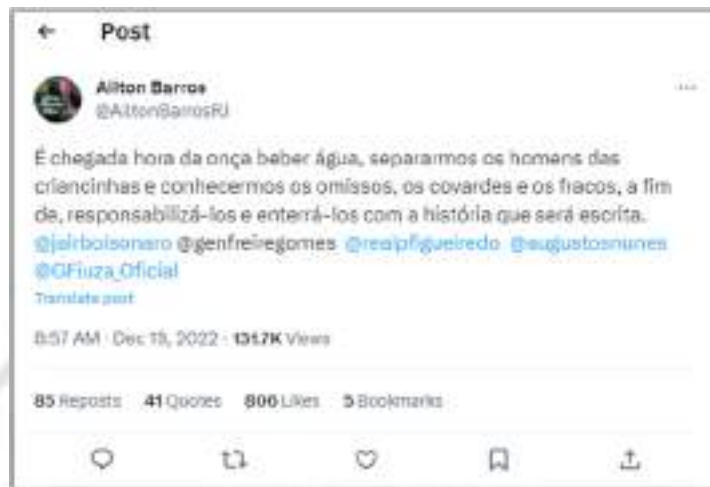 ← Post
Ailton Barros
@AiltonBarrosRJ
É chegada hora da onça beber água, separarmos os homens das
criancinhas e conhecermos os omissos, os covardes e os fracos, a fim
de, responsabilizá-los e enterrá-los com a história que será escrita.
@jairbolsonaro @genfreiregomes @realpfigueiredo @augustosnunes
@GFiuza_Oficial
Translate post
8:57 AM · Dec 2022 · 131.7K Views
85 Reposts 41 Quotes 806 Likes 5 Bookmarks